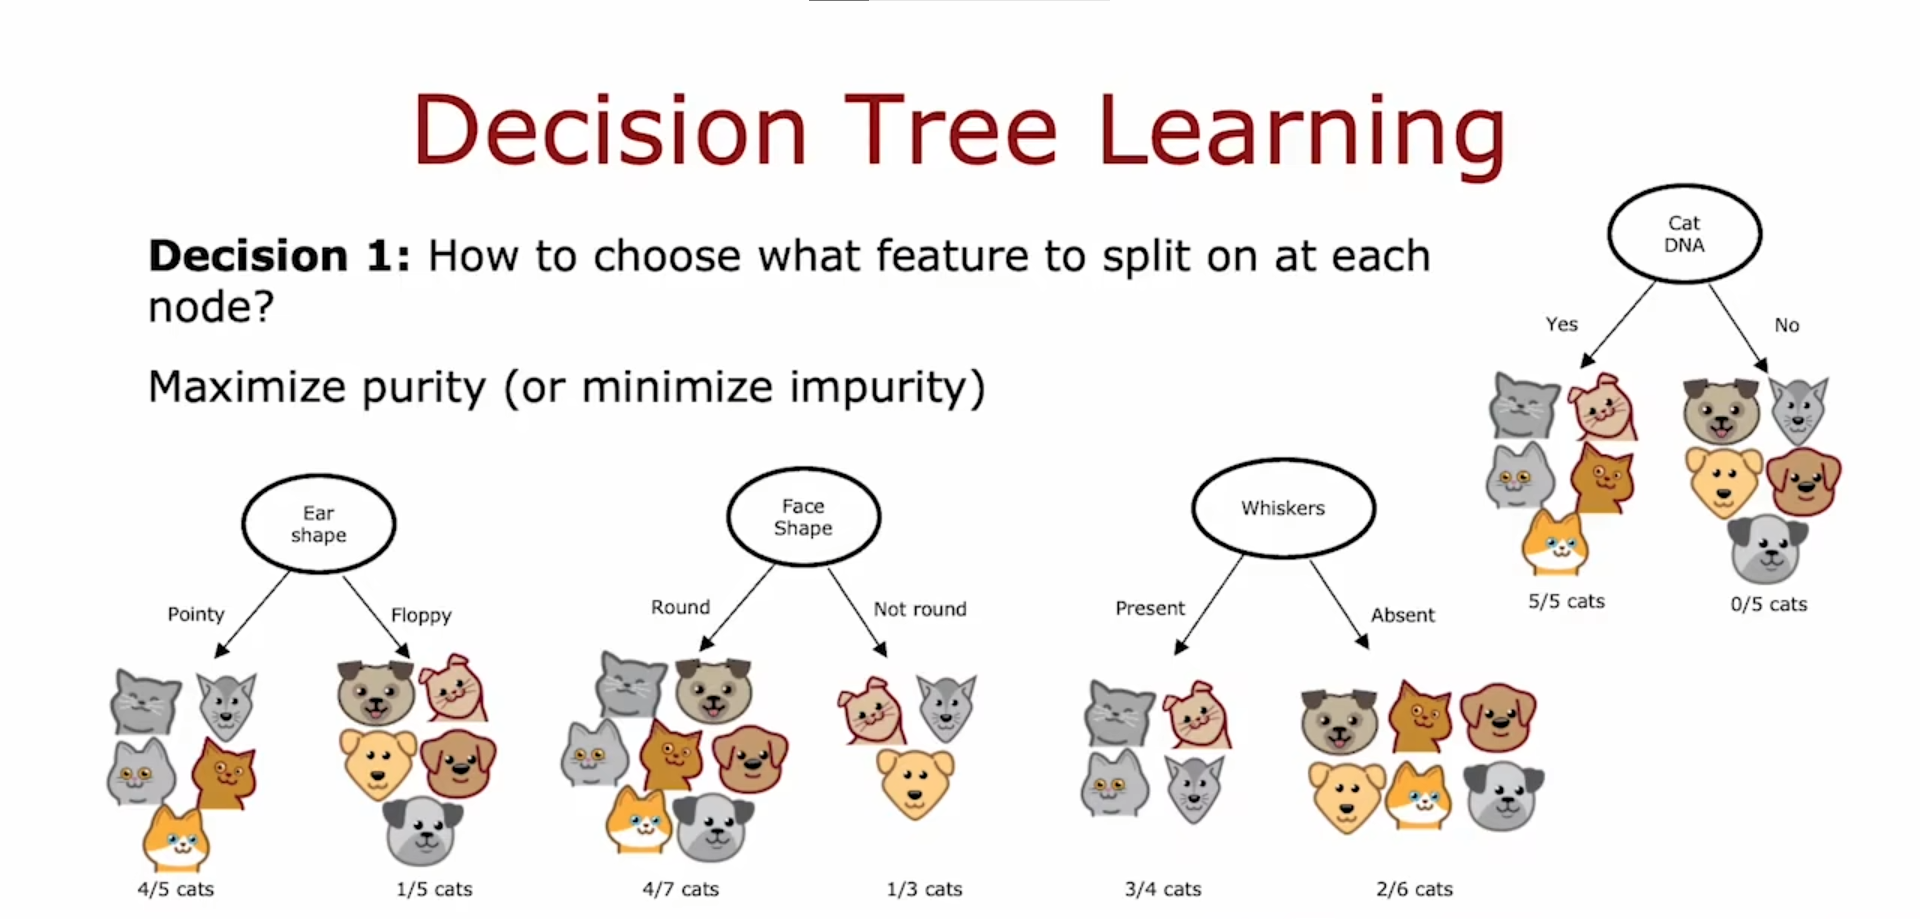 Decision Tree Learning
Decision 1: How to choose what feature to split on at each
node?
Maximize purity (or minimize impurity)
Cat
DNA
Yes
No
5/5 cats
0/5 cats
Ear
shape
Pointy
Floppy
4/5 cats
1/5 cats
Face
Shape
Round
Not round
4/7 cats
1/3 cats
Whiskers
Present
Absent
3/4 cats
2/6 cats